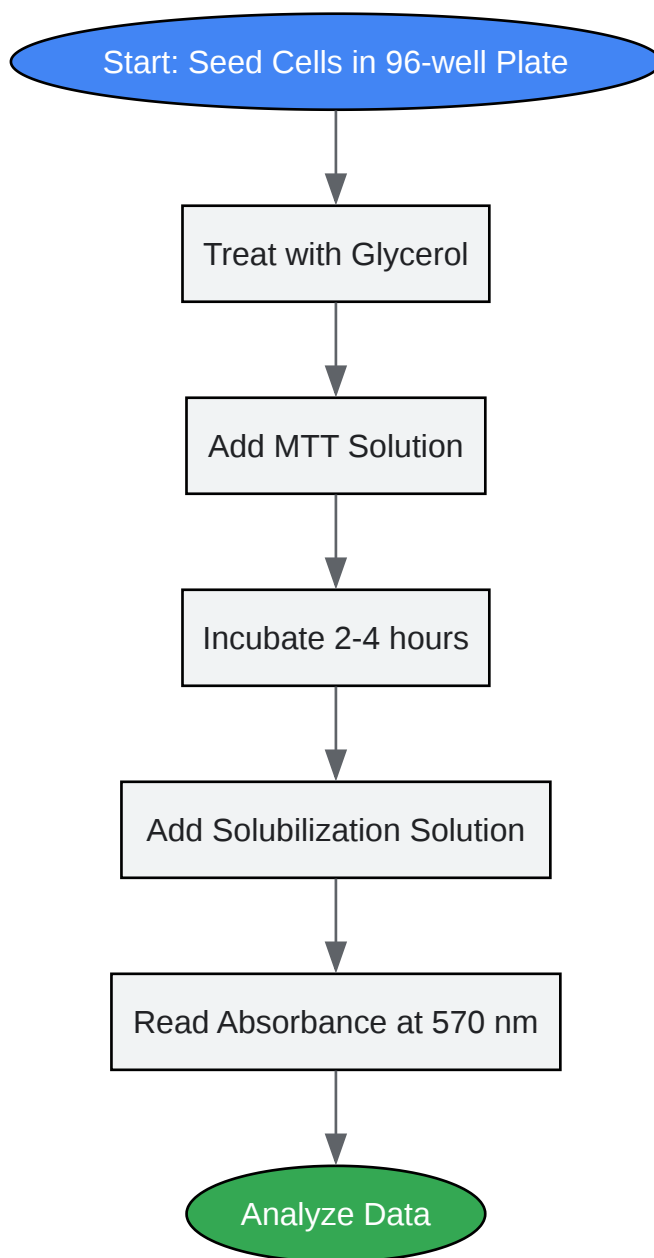 Start: Seed Cells in 96-well Plate
Treat with Glycerol
Add MTT Solution
Incubate 2-4 hours
Add Solubilization Solution
Read Absorbance at 570 nm
Analyze Data